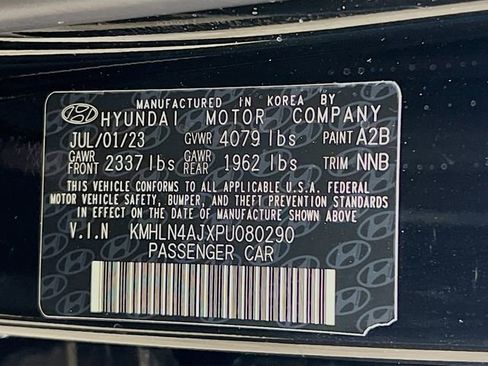 MANUFACTURED IN KOREA BY
HYUNDAI MOTOR COMPANY
JUL/01/23 GVWR 4079 lbs PAINT A2B
GAWR FRONT 2337 lbs GAWR REAR 1962 lbs TRIM NNB
THIS VEHICLE CONFORMS TO ALL APPLICABLE U.S.A. FEDERAL
MOTOR VEHICLE SAFETY, BUMPER, AND THEFT PREVENTION STANDARDS
IN EFFECT ON THE DATE OF MANUFACTURE SHOWN ABOVE.
V.I.N KMHLN4AJXPU080290
PASSENGER CAR